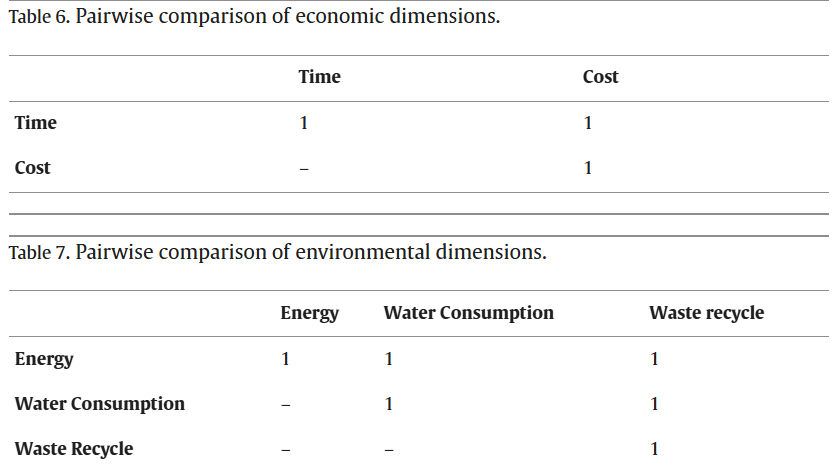 Table 6. Pairwise comparison of economic dimensions.
Time Cost
Time 1 1
Cost – 1
Table 7. Pairwise comparison of environmental dimensions.
Energy Water Consumption Waste recycle
Energy 1 1 1
Water Consumption – 1 1
Waste Recycle – – 1